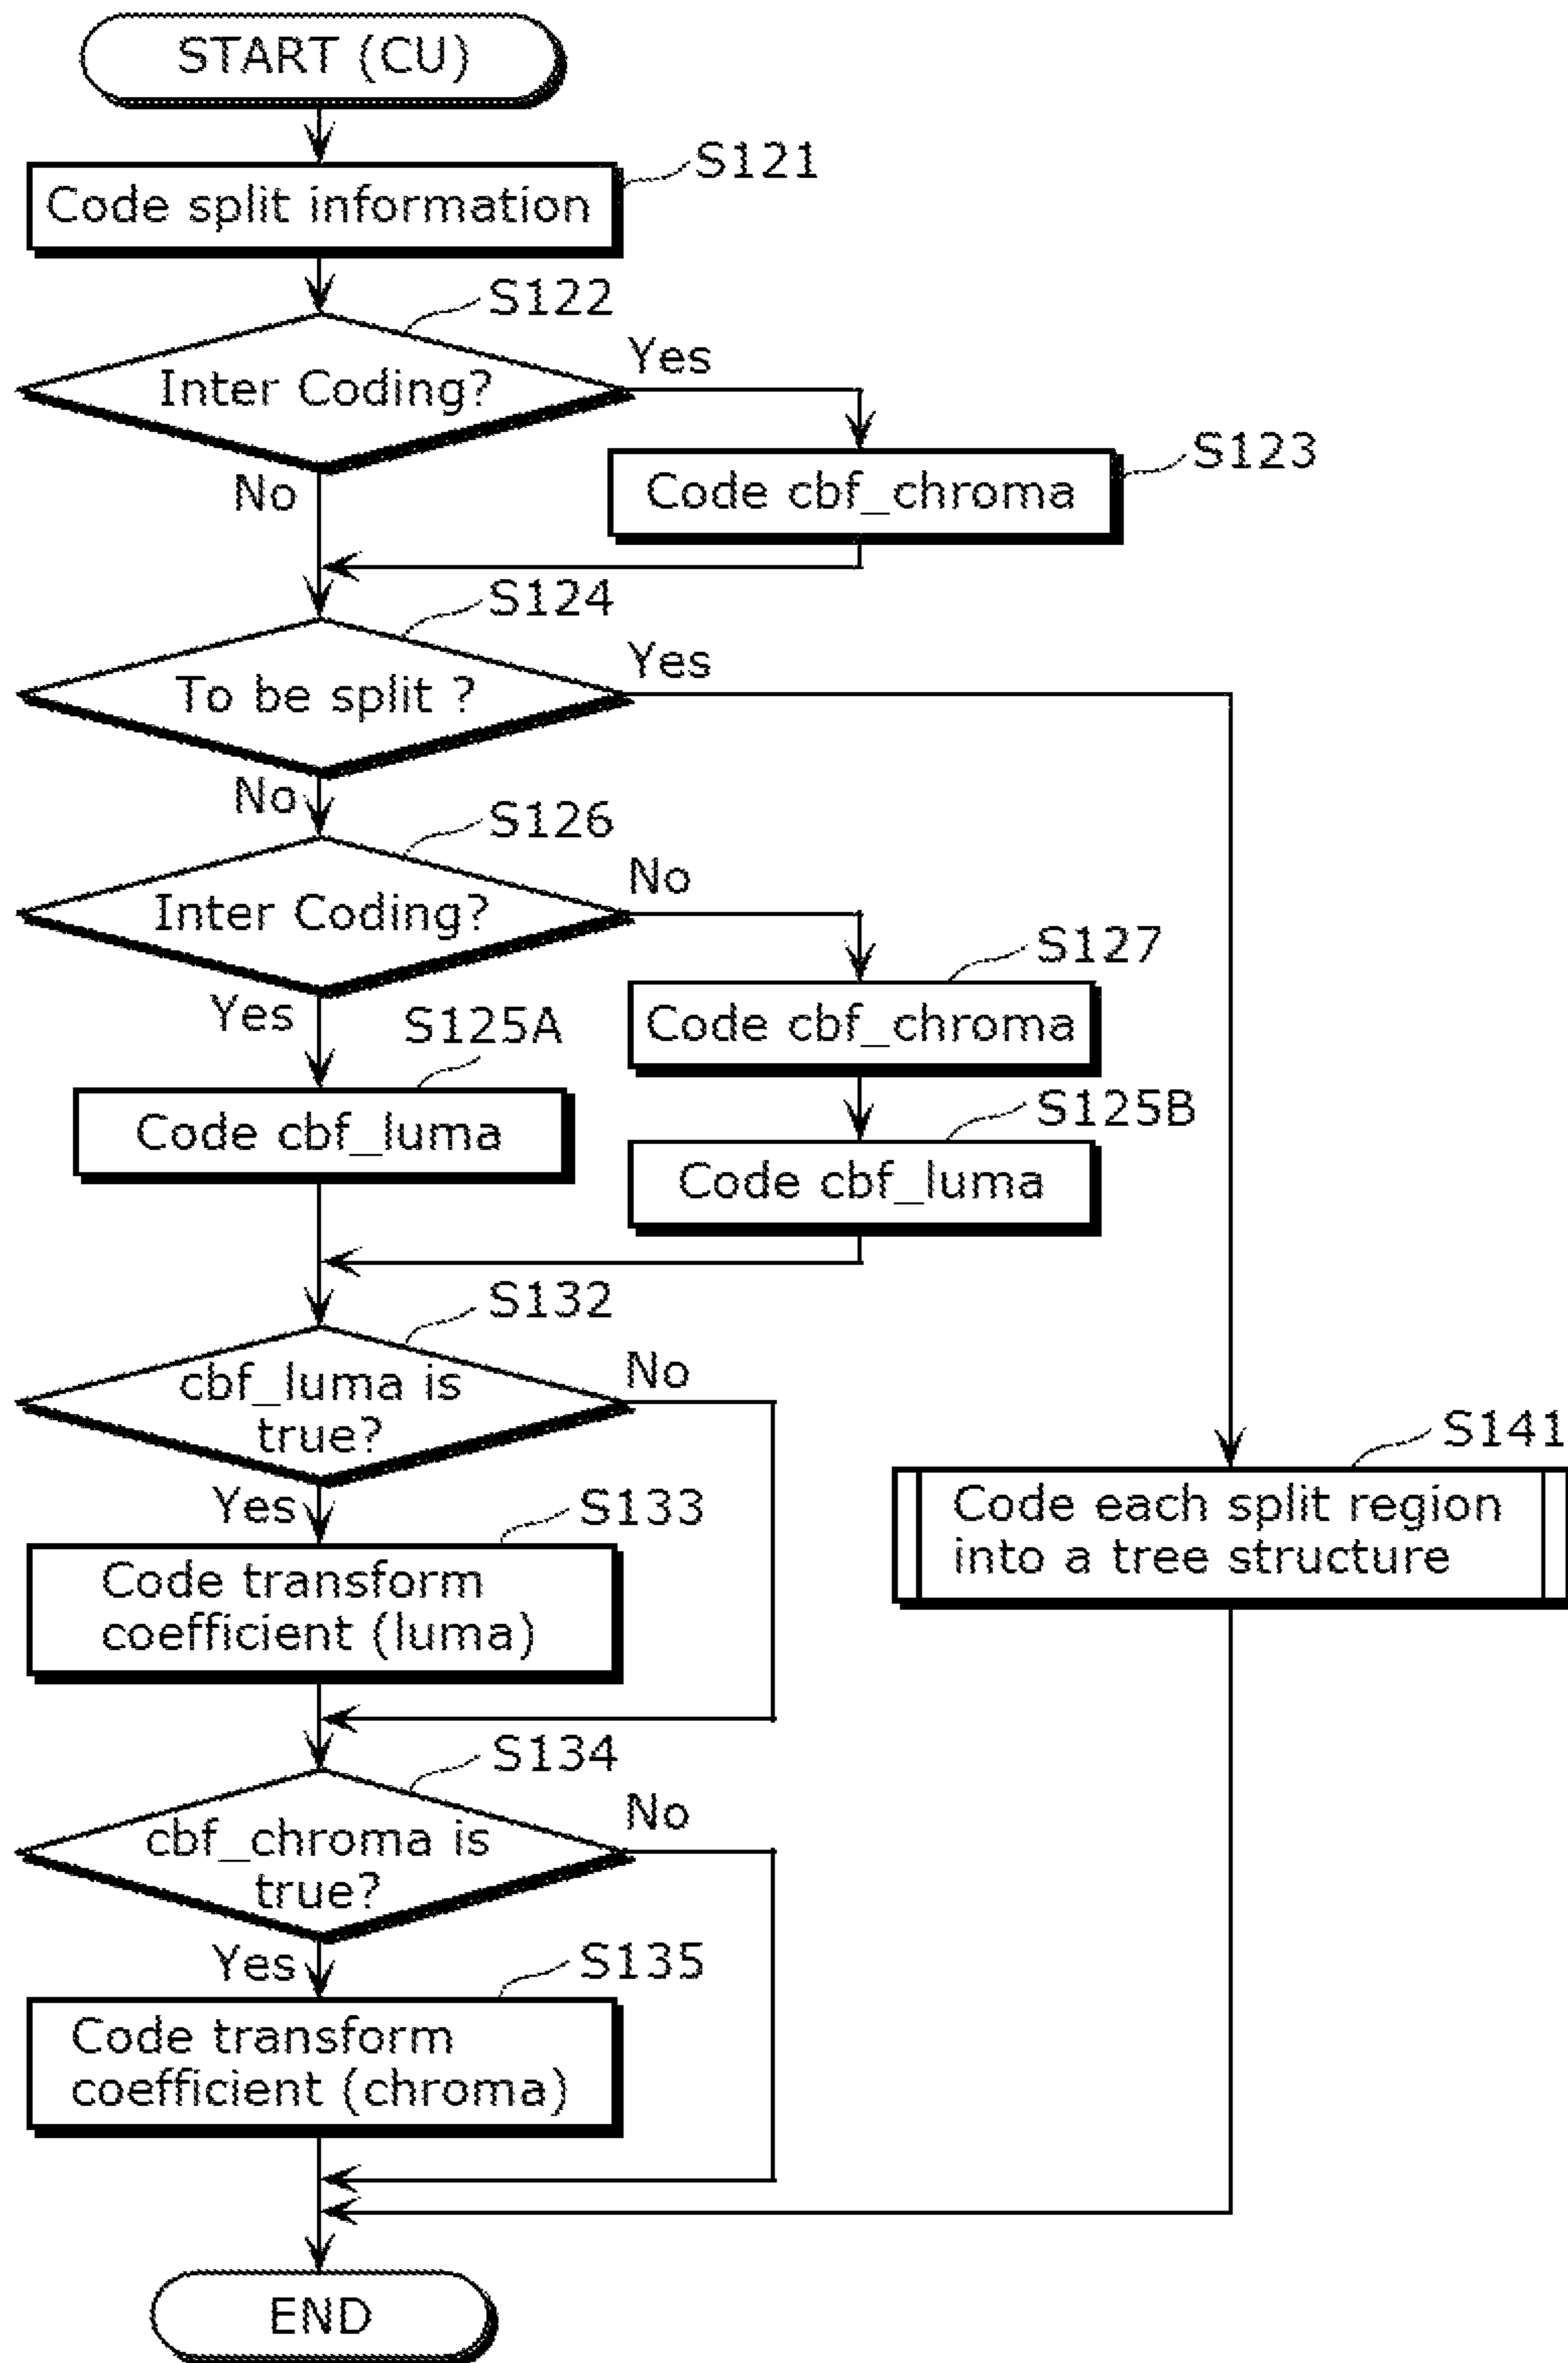 START (CU)
S121
Code split information
S122
Inter Coding?
Yes
No
S123
Code cbf_chroma
S124
To be split ?
Yes
No
S126
Inter Coding?
No
Yes
S127
Code cbf_chroma
S125A
Code cbf_luma
S125B
Code cbf_luma
S132
cbf_luma is
true?
No
Yes
S141
Code each split region
into a tree structure
S133
Code transform
coefficient (luma)
S134
cbf_chroma is
true?
No
Yes
S135
Code transform
coefficient (chroma)
END